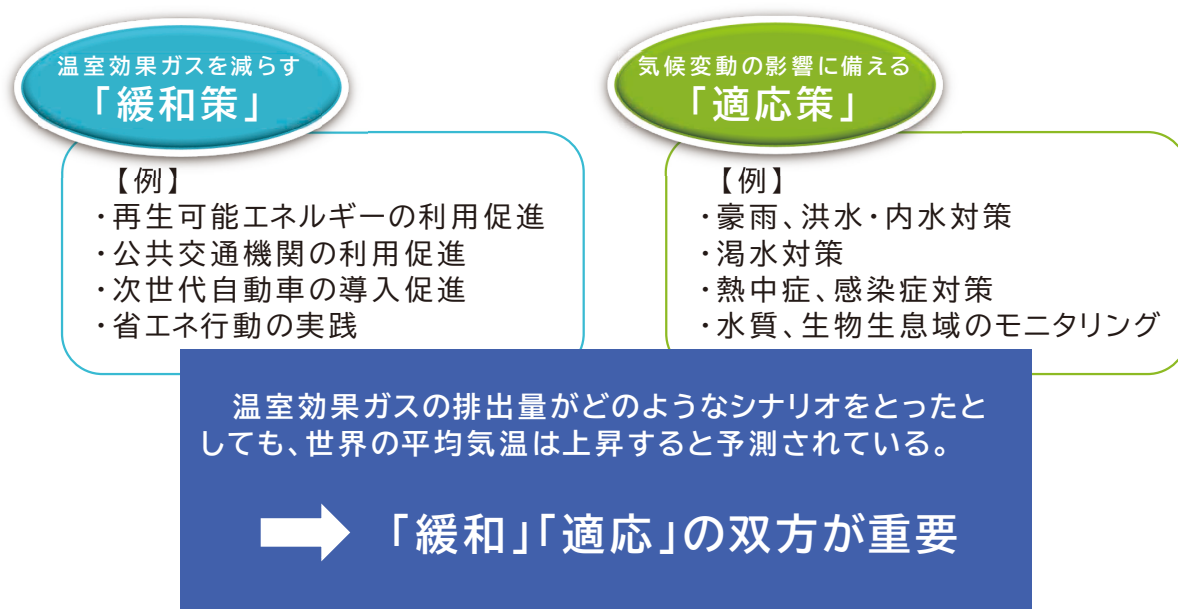 温室効果ガスを減らす
「緩和策」
【例】
・再生可能エネルギーの利用促進
・公共交通機関の利用促進
・次世代自動車の導入促進
・省エネ行動の実践
気候変動の影響に備える
「適応策」
【例】
・豪雨、洪水・内水対策
・渇水対策
・熱中症、感染症対策
・水質、生物生息域のモニタリング
温室効果ガスの排出量がどのようなシナリオをとったと
しても、世界の平均気温は上昇すると予測されている。
「緩和」「適応」の双方が重要